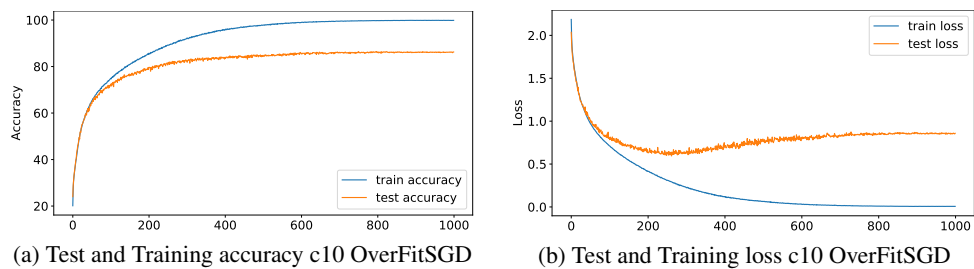 100
80
60
40
20
Accuracy
train accuracy
test accuracy
0 200 400 600 800 1000
(a) Test and Training accuracy c10 OverFitSGD
2.0
1.5
1.0
0.5
0.0
Loss
train loss
test loss
0 200 400 600 800 1000
(b) Test and Training loss c10 OverFitSGD